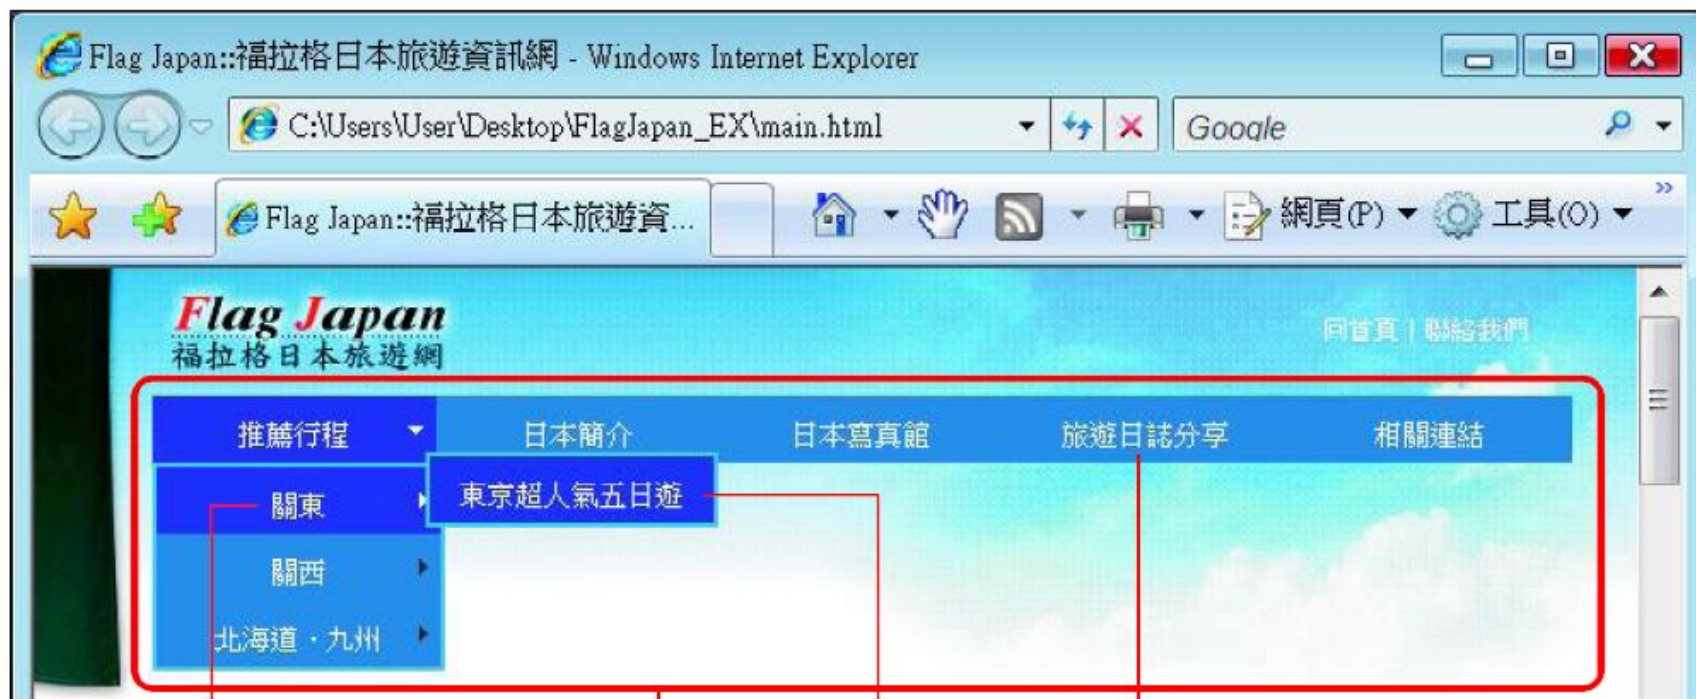 Flag Japan::福拉格日本旅遊資訊網 - Windows Internet Explorer
C:\Users\User\Desktop\FlagJapan_EX\main.html
Google
Flag Japan::福拉格日本旅遊資...
網頁(P)
工具(O)
Flag Japan
福拉格日本旅遊網
回首頁 | 聯絡我們
推薦行程 日本簡介 日本寫真館 旅遊日誌分享 相關連結
關東 東京超人氣五日遊
關西
北海道・九州